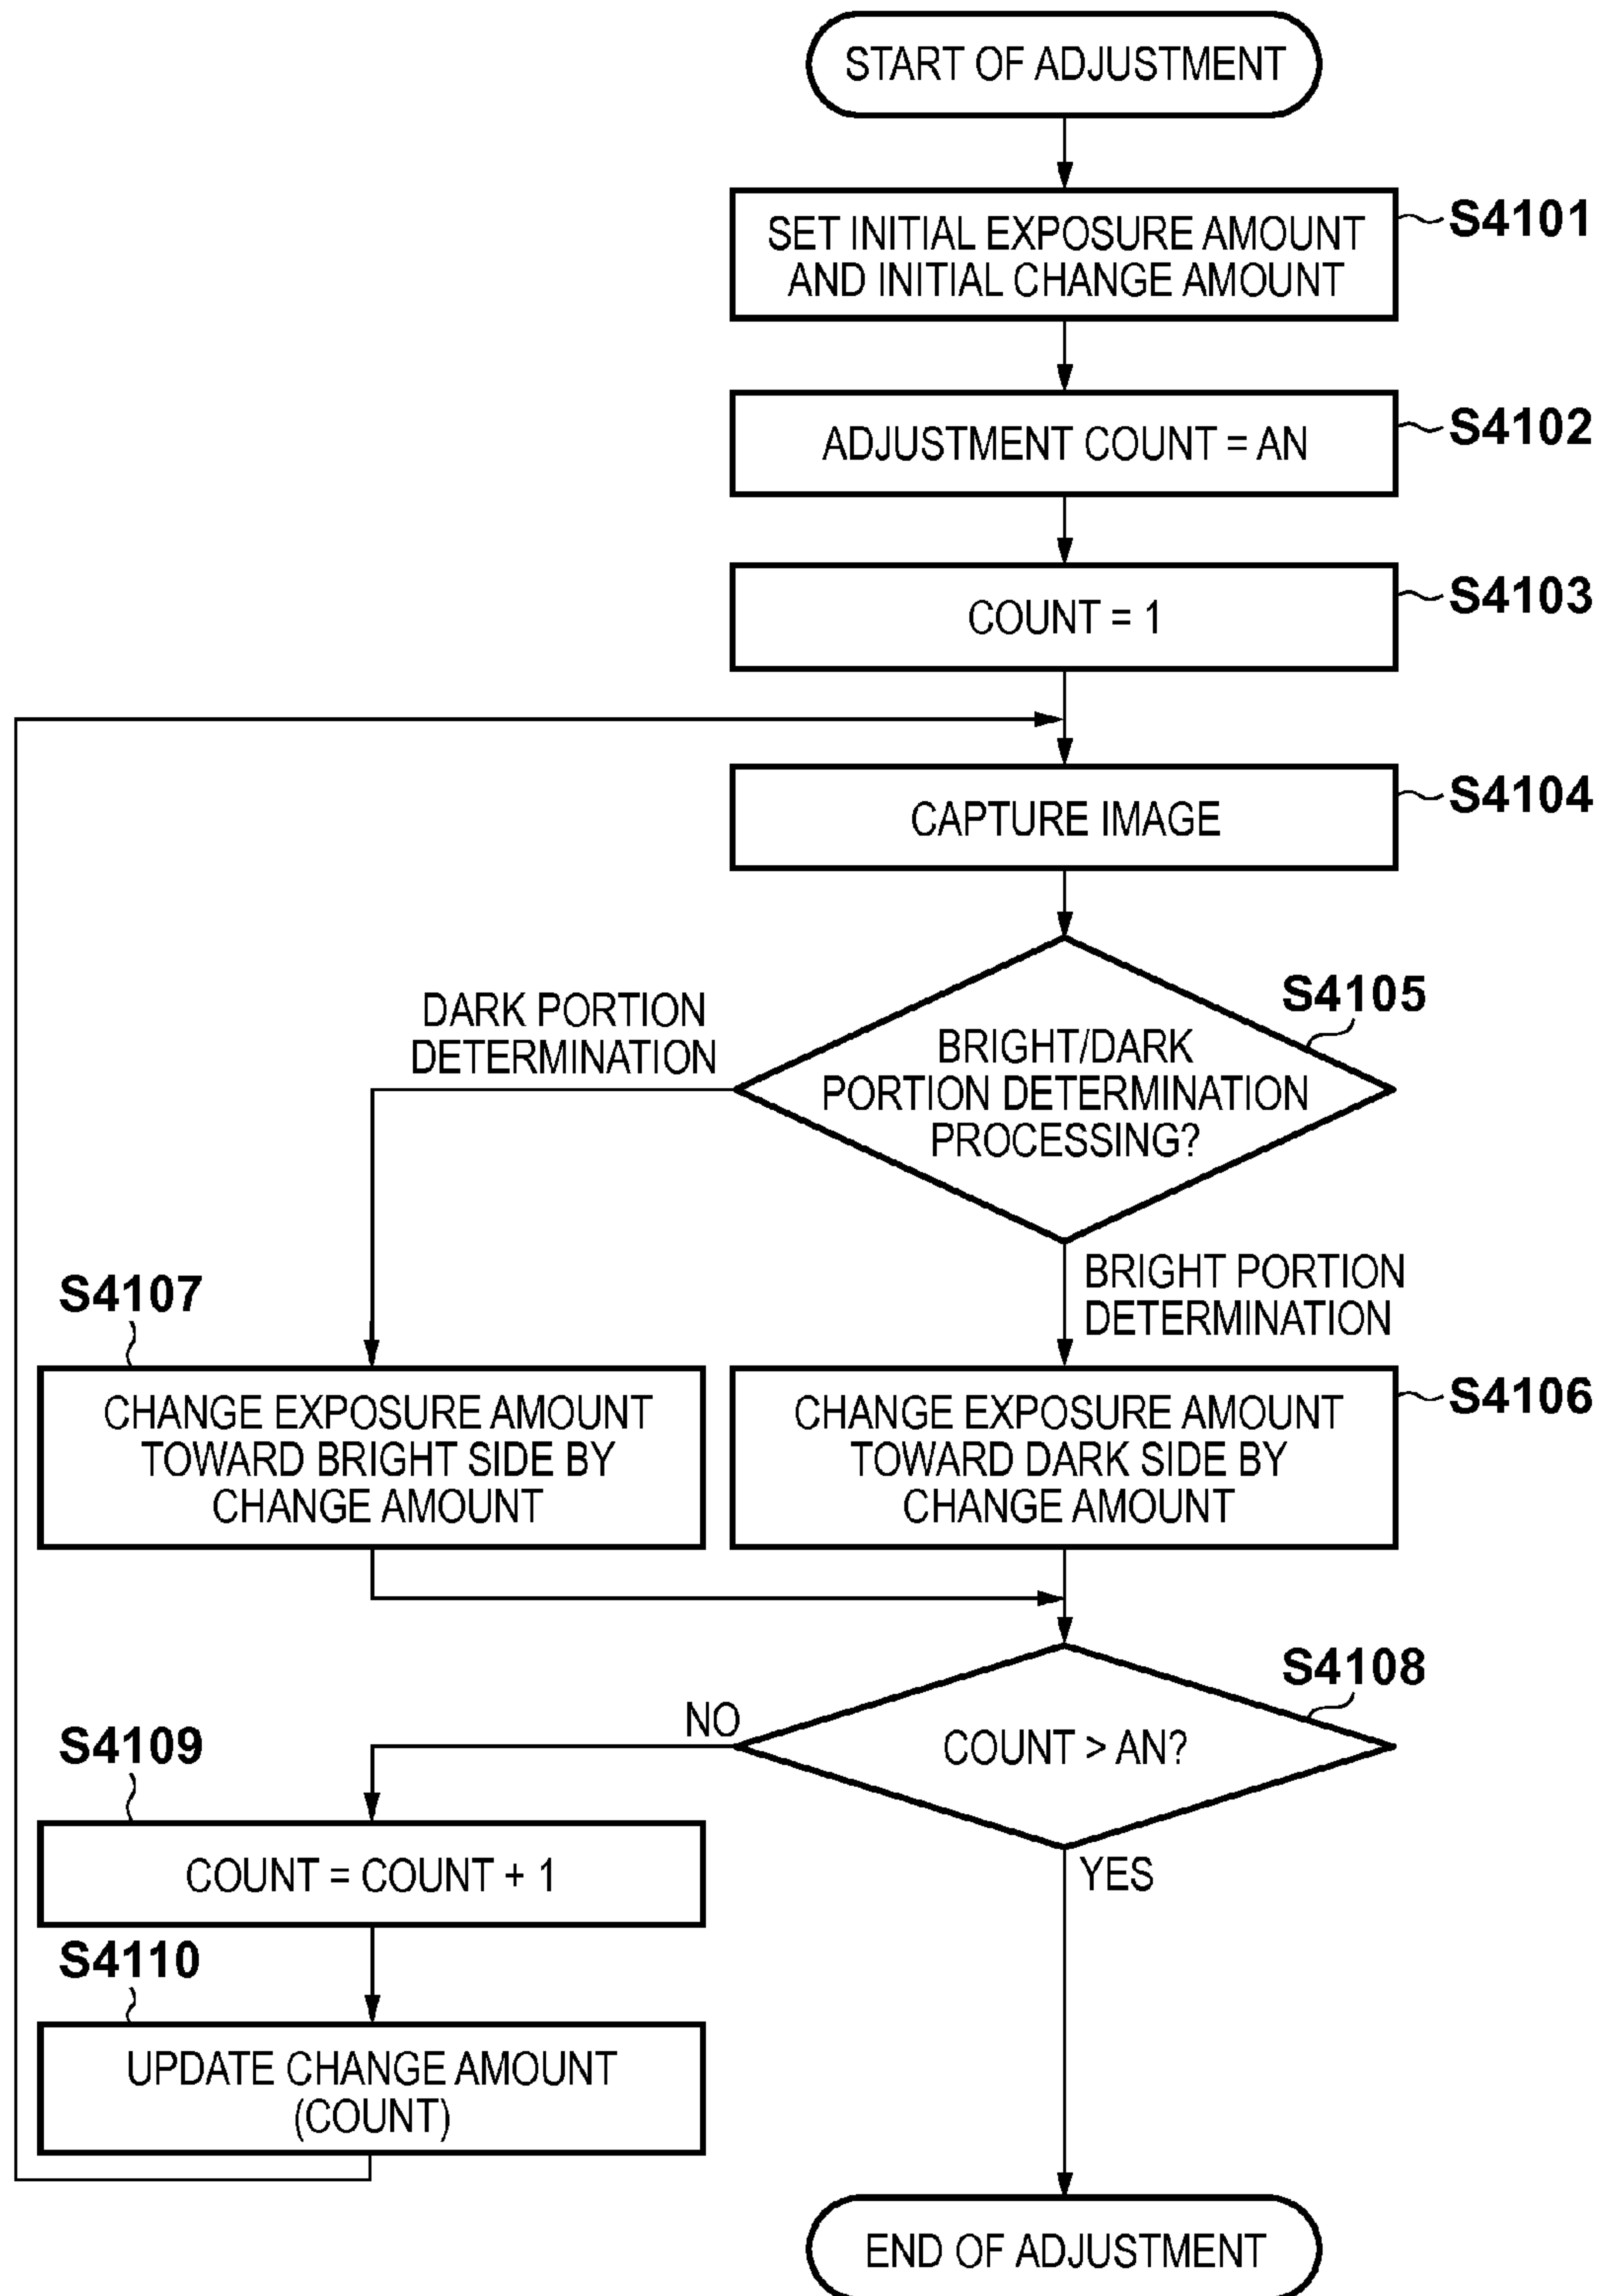 START OF ADJUSTMENT
SET INITIAL EXPOSURE AMOUNT
AND INITIAL CHANGE AMOUNT
S4101
ADJUSTMENT COUNT = AN
S4102
COUNT = 1
S4103
CAPTURE IMAGE
S4104
BRIGHT/DARK
PORTION DETERMINATION
PROCESSING?
S4105
DARK PORTION
DETERMINATION
BRIGHT PORTION
DETERMINATION
S4107
CHANGE EXPOSURE AMOUNT
TOWARD BRIGHT SIDE BY
CHANGE AMOUNT
CHANGE EXPOSURE AMOUNT
TOWARD DARK SIDE BY
CHANGE AMOUNT
S4106
COUNT > AN?
S4108
NO
YES
S4109
COUNT = COUNT + 1
S4110
UPDATE CHANGE AMOUNT
(COUNT)
END OF ADJUSTMENT